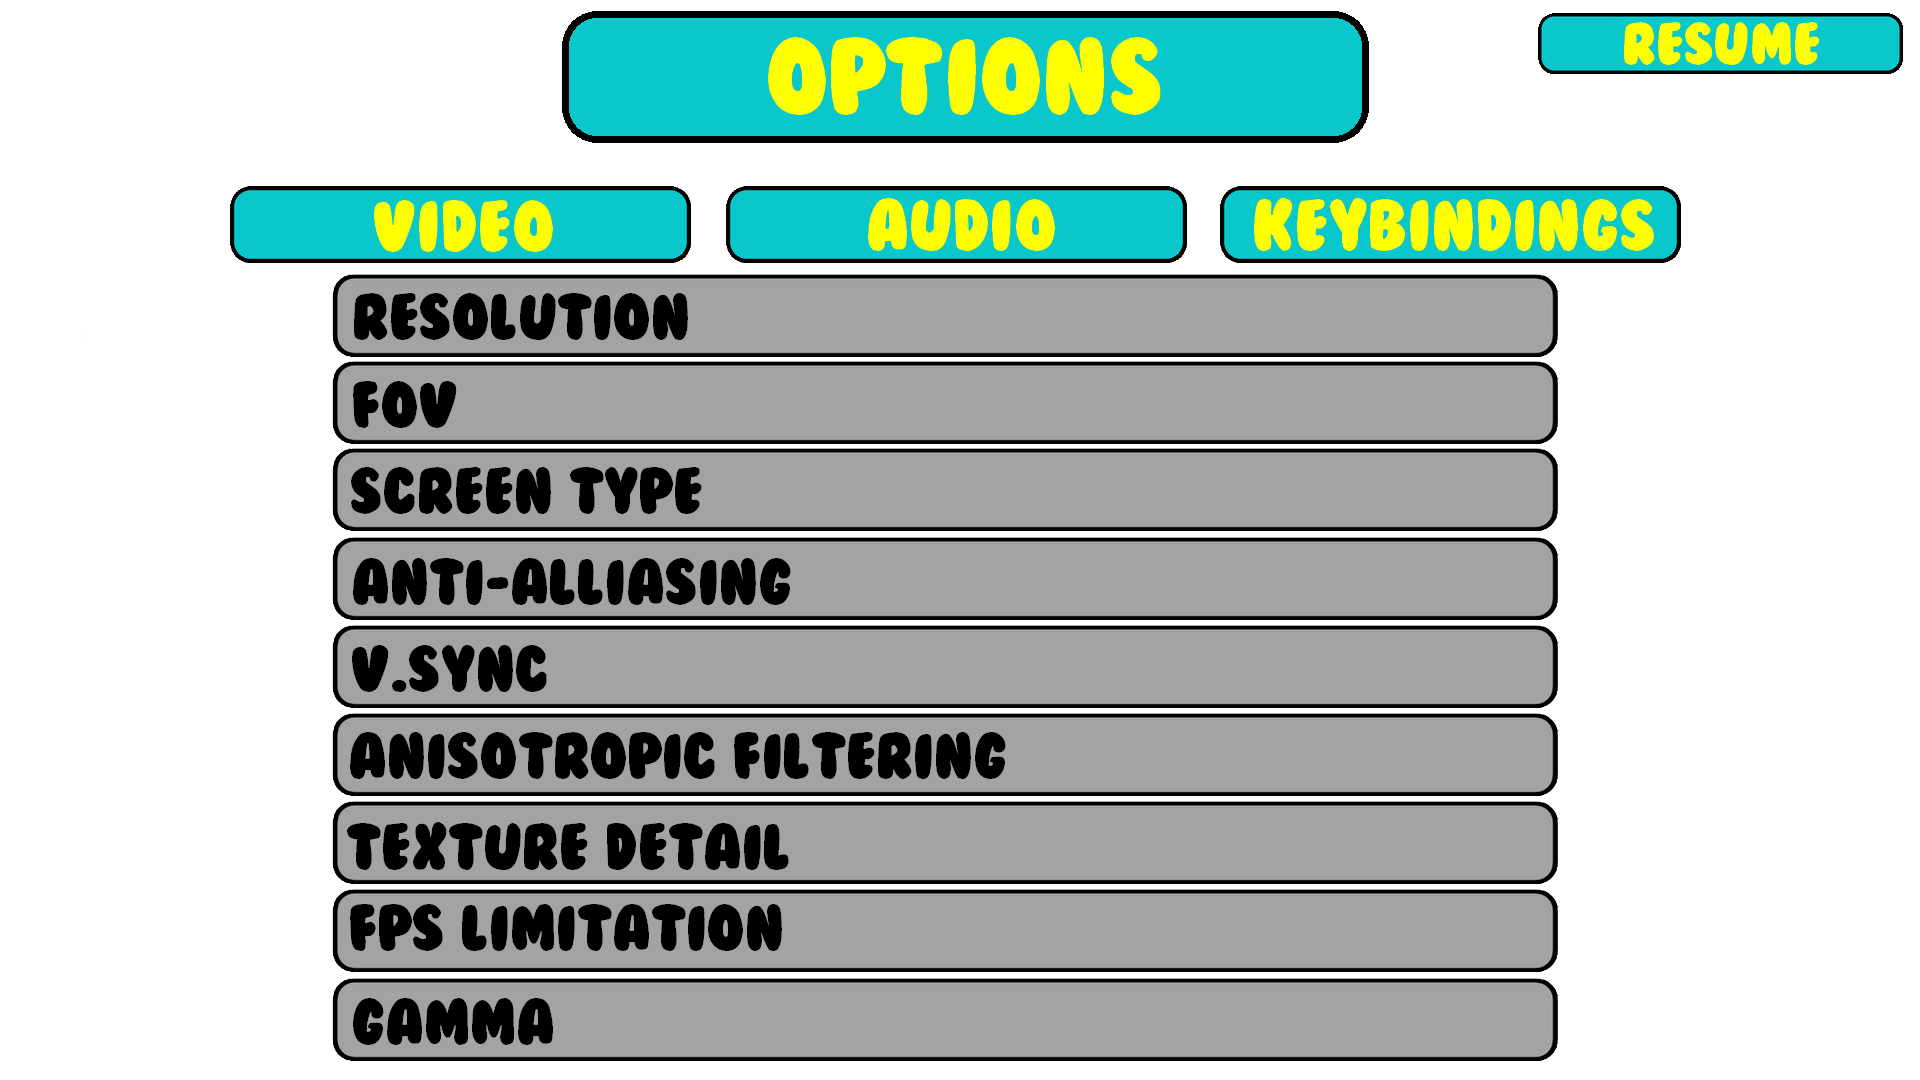 OPTIONS
RESUME
VIDEO
AUDIO
KEYBINDINGS
RESOLUTION
FOV
SCREEN TYPE
ANTI-ALLIASING
V.SYNC
ANISOTROPIC FILTERING
TEXTURE DETAIL
FPS LIMITATION
GAMMA